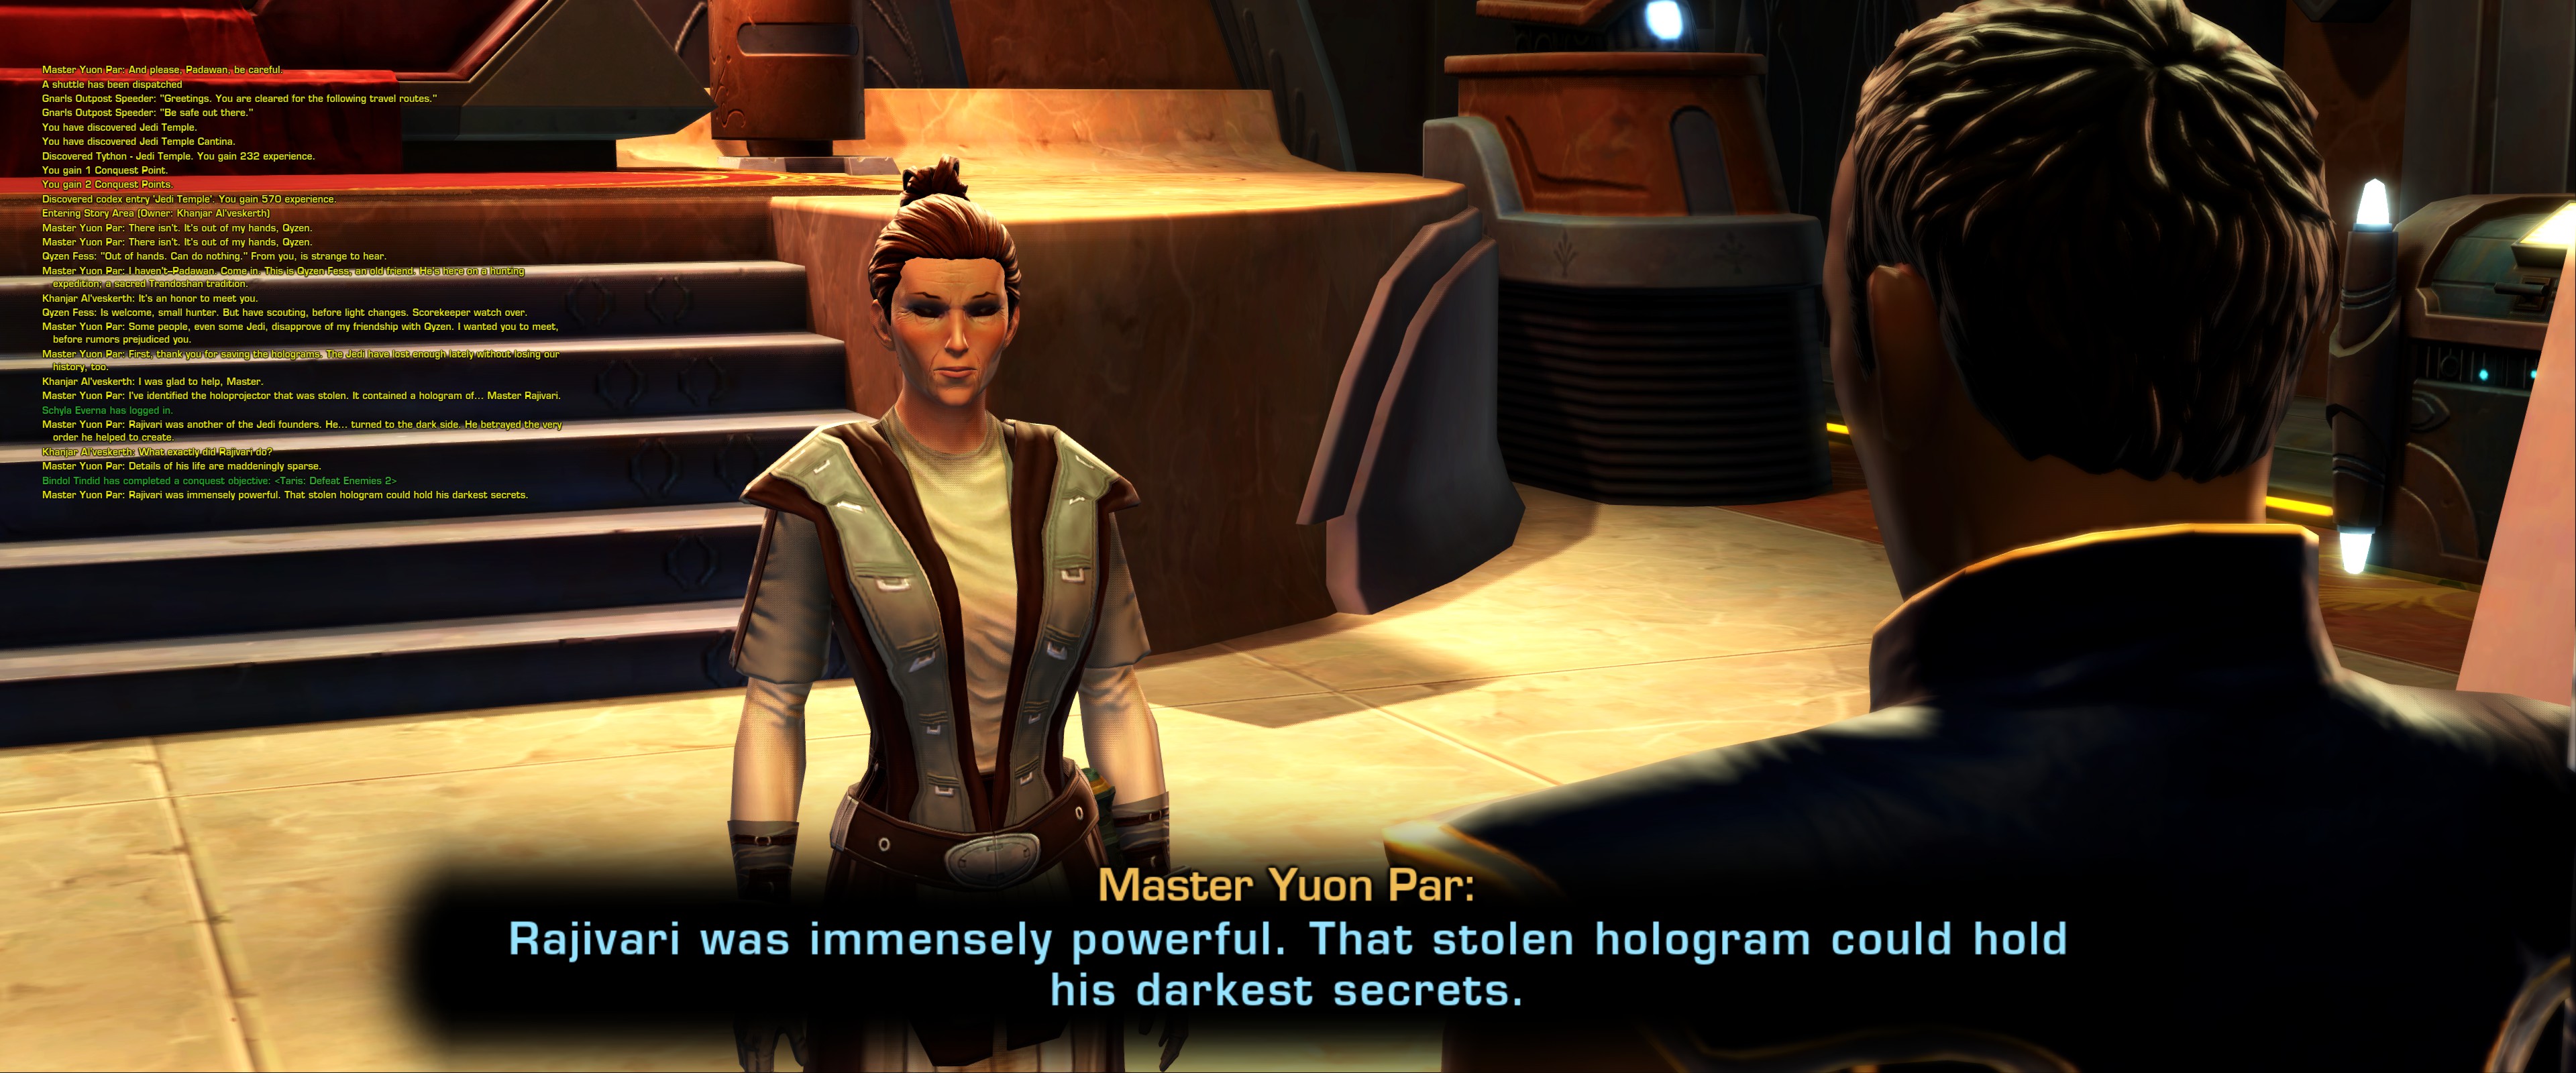 Master Yuon Par: And please, Padawan, be careful.
A shuttle has been dispatched
Gnarls Outpost Speeder: "Greetings. You are cleared for the following travel routes."
Gnarls Outpost Speeder: "Be safe out there."
You have discovered Jedi Temple.
You have discovered Jedi Temple Cantina.
Discovered Tython - Jedi Temple. You gain 232 experience.
You gain 1 Conquest Point.
You gain 2 Conquest Points.
Discovered codex entry 'Jedi Temple'. You gain 570 experience.
Entering Story Area (Owner: Khanjar Al'veskerth)
Master Yuon Par: There isn't. It's out of my hands, Qyzen.
Master Yuon Par: There isn't. It's out of my hands, Qyzen.
Qyzen Fess: "Out of hands. Can do nothing." From you, is strange to hear.
Master Yuon Par: I haven't–Padawan. Come in. This is Qyzen Fess, an old friend. He's here on a hunting
expedition; a sacred Trandoshan tradition.
Khanjar Al'veskerth: It's an honor to meet you.
Qyzen Fess: Is welcome, small hunter. But have scouting, before light changes. Scorekeeper watch over.
Master Yuon Par: Some people, even some Jedi, disapprove of my friendship with Qyzen. I wanted you to meet,
before rumors prejudiced you.
Master Yuon Par: First, thank you for saving the holograms. The Jedi have lost enough lately without losing our
history, too.
Khanjar Al'veskerth: I was glad to help, Master.
Master Yuon Par: I've identified the holoprojector that was stolen. It contained a hologram of... Master Rajivari.
Schyla Everna has logged in.
Master Yuon Par: Rajivari was another of the Jedi founders. He... turned to the dark side. He betrayed the very
order he helped to create.
Khanjar Al'veskerth: What exactly did Rajivari do?
Master Yuon Par: Details of his life are maddeningly sparse.
Bindol Tindid has completed a conquest objective: <Taris: Defeat Enemies 2>
Master Yuon Par: Rajivari was immensely powerful. That stolen hologram could hold his darkest secrets.
Master Yuon Par:
Rajivari was immensely powerful. That stolen hologram could hold
his darkest secrets.